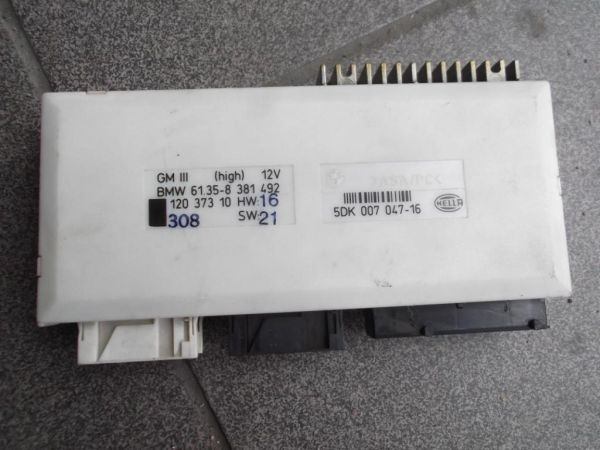 GM III (high) 12V
BMW 61.35-8 381 492
120 373 10 HW:16
308 SW:21
5DK 007 047-16
HELLA